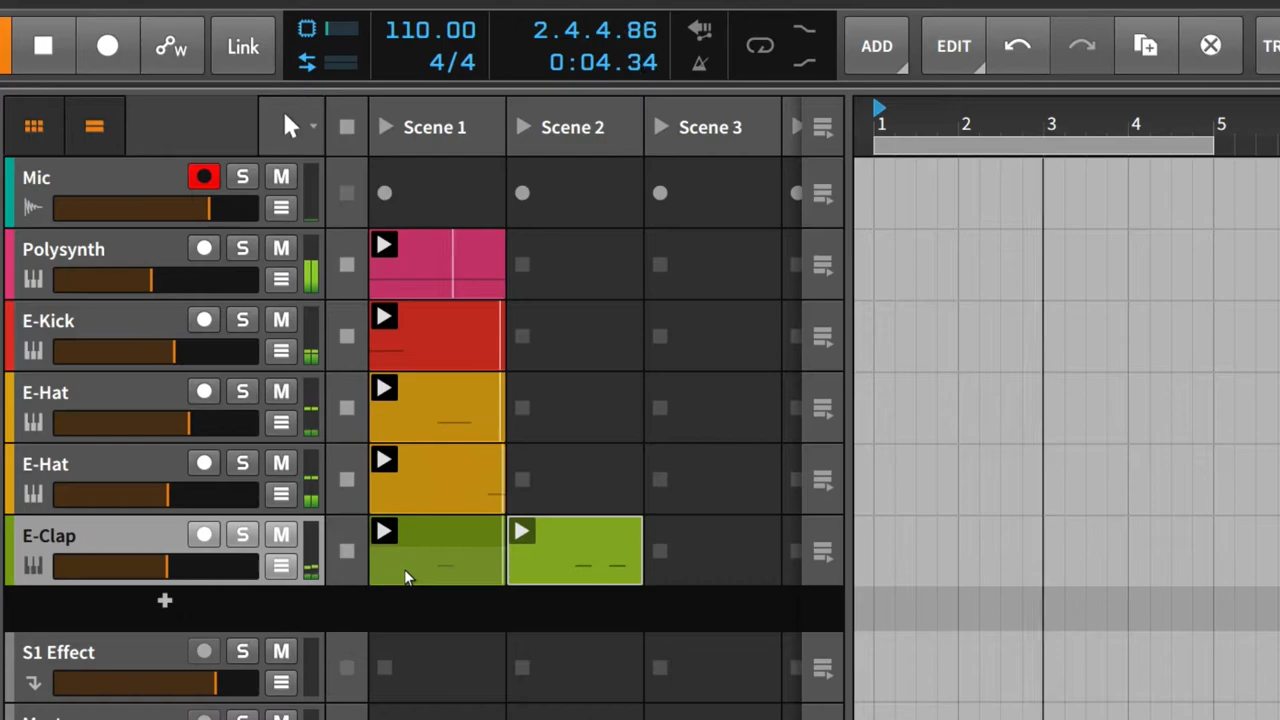 Link
110.00
4/4
2.4.4.86
0:04.34
ADD
EDIT
TR
Scene 1
Scene 2
Scene 3
1 2 3 4 5
Mic S M
Polysynth S M
E-Kick S M
E-Hat S M
E-Hat S M
E-Clap S M
S1 Effect S M